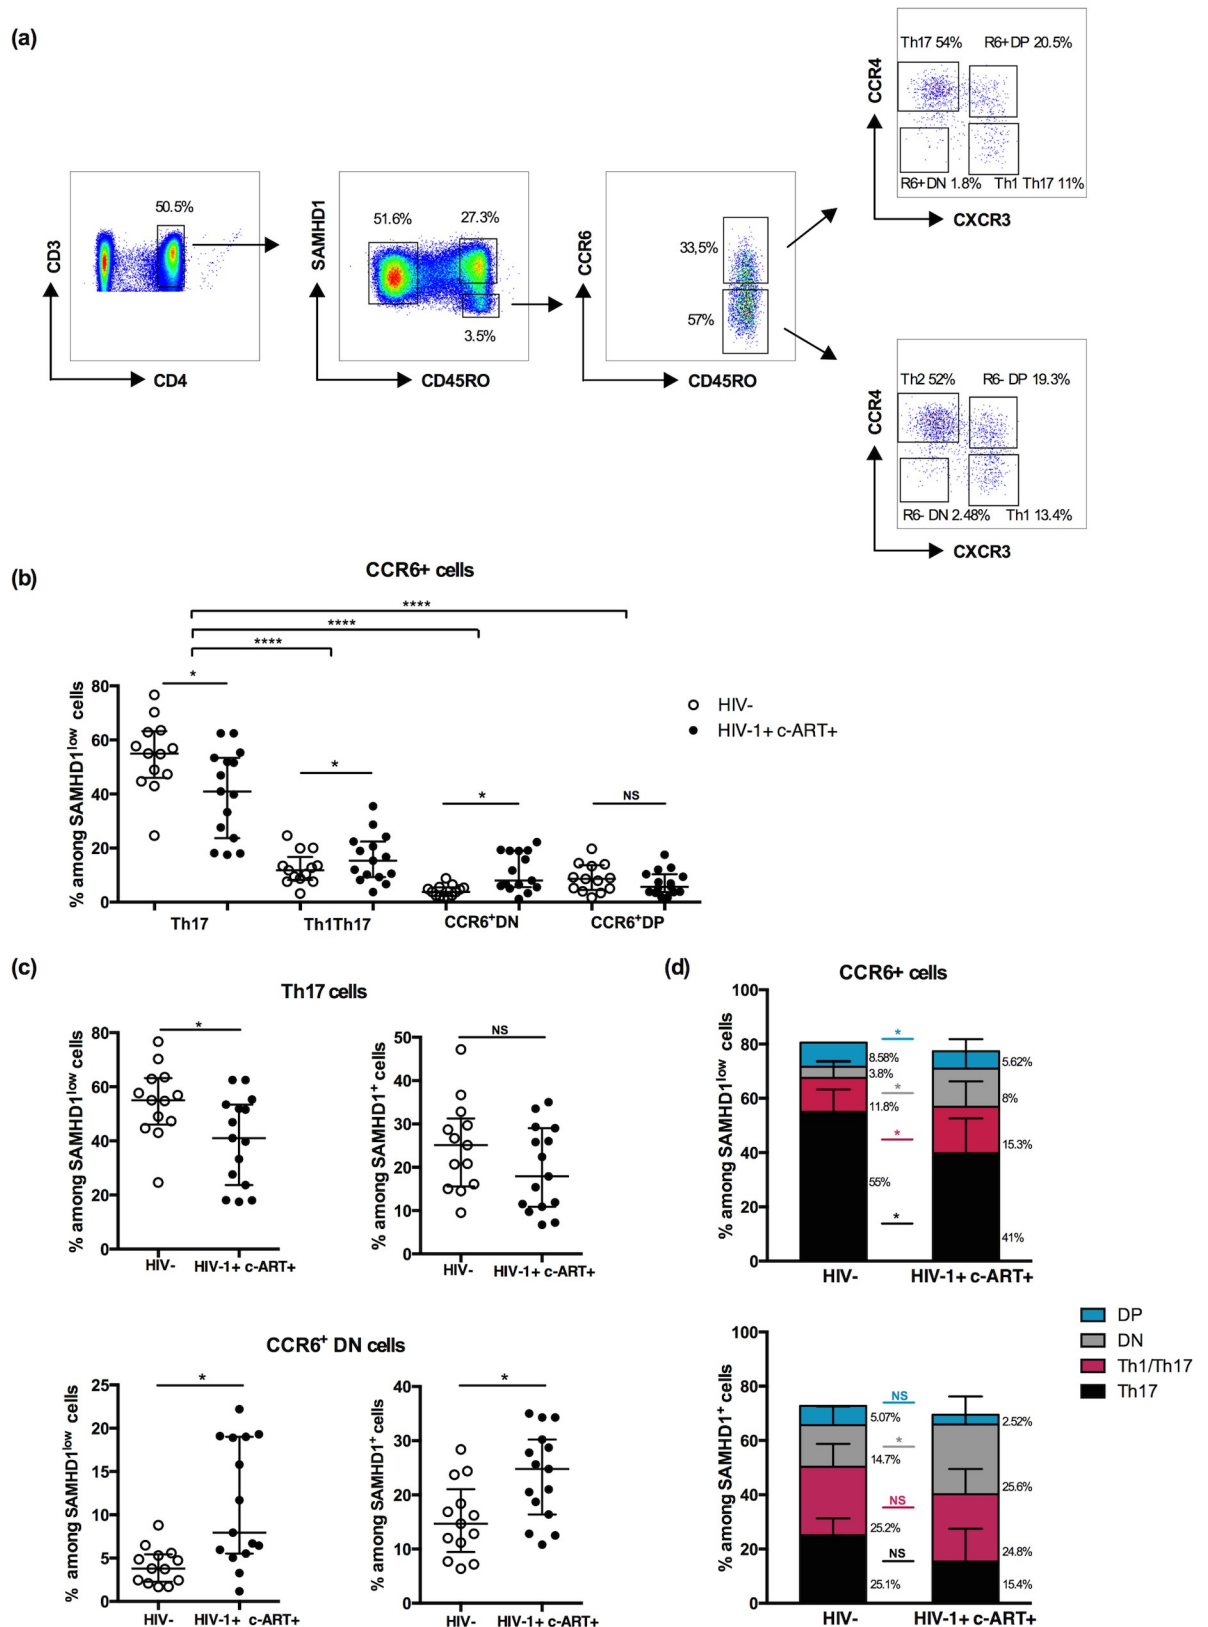 (a)
Th17 54% R6+DP 20.5%
CCR4
R6+DN 1.8% Th1 Th17 11%
CXCR3
50.5%
CD3
CD4
51.6% 27.3%
SAMHD1
3.5%
CD45RO
CCR6
33,5%
57%
CD45RO
Th2 52% R6- DP 19.3%
CCR4
R6- DN 2.48% Th1 13.4%
CXCR3
(b)
CCR6+ cells
****
****
****
*
*
*
NS
% among SAMHD1low cells
80
60
40
20
0
Th17 Th1Th17 CCR6+DN CCR6+DP
HIV-
HIV-1+ c-ART+
(c)
Th17 cells
*
% among SAMHD1low cells
80
60
40
20
0
HIV- HIV-1+ c-ART+
NS
% among SAMHD1+ cells
50
40
30
20
10
0
HIV- HIV-1+ c-ART+
CCR6+ DN cells
*
% among SAMHD1low cells
25
20
15
10
5
0
HIV- HIV-1+ c-ART+
*
% among SAMHD1+ cells
40
30
20
10
0
HIV- HIV-1+ c-ART+
(d)
CCR6+ cells
% among SAMHD1low cells
100
80
60
40
20
0
*
*
*
*
8.58%
3.8%
11.8%
55%
5.62%
8%
15.3%
41%
HIV- HIV-1+ c-ART+
% among SAMHD1+ cells
100
80
60
40
20
0
NS
*
NS
NS
5.07%
14.7%
25.2%
25.1%
2.52%
25.6%
24.8%
15.4%
HIV- HIV-1+ c-ART+
DP
DN
Th1/Th17
Th17